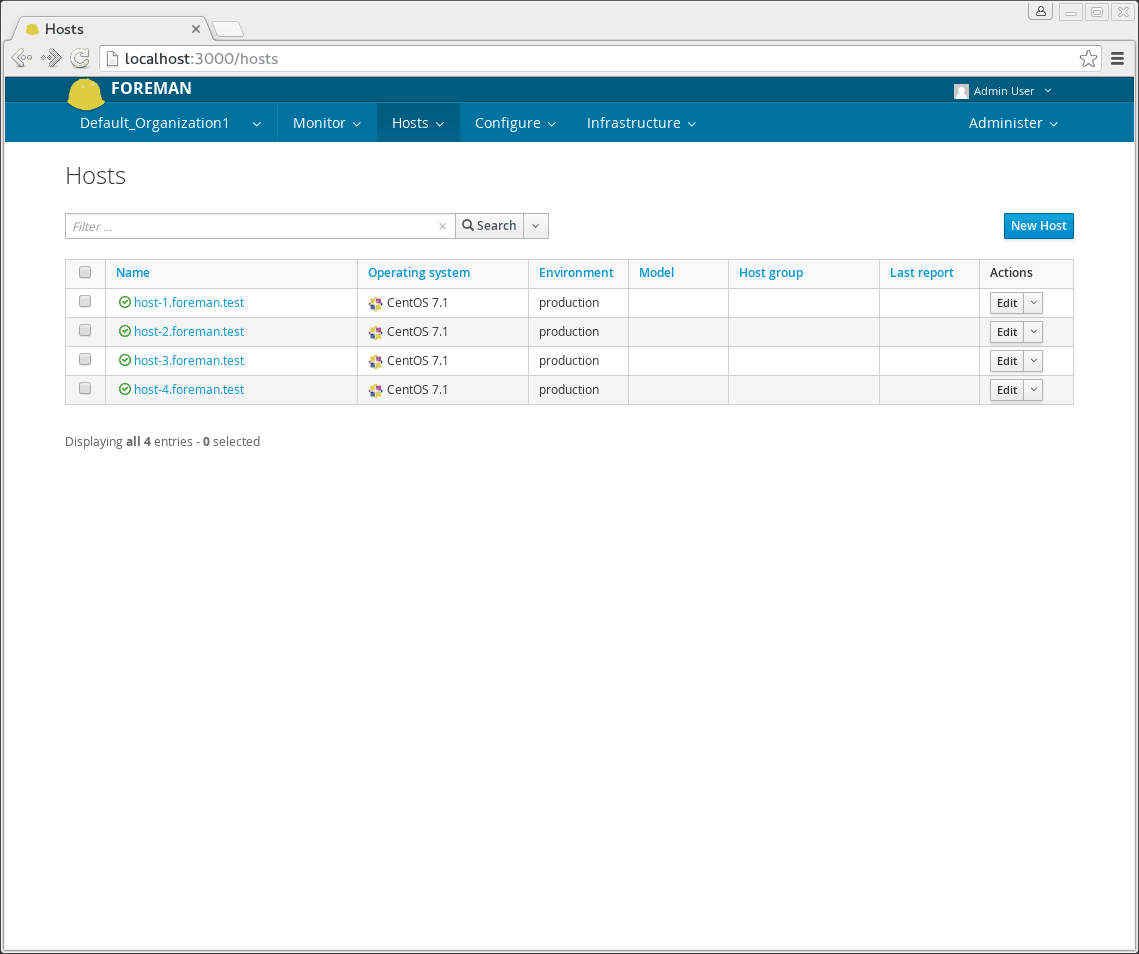 Hosts
localhost:3000/hosts
FOREMAN
Admin User
Default_Organization1 Monitor Hosts Configure Infrastructure Administer
Hosts
Filter ... × Search New Host
Name Operating system Environment Model Host group Last report Actions
host-1.foreman.test CentOS 7.1 production Edit
host-2.foreman.test CentOS 7.1 production Edit
host-3.foreman.test CentOS 7.1 production Edit
host-4.foreman.test CentOS 7.1 production Edit
Displaying all 4 entries - 0 selected